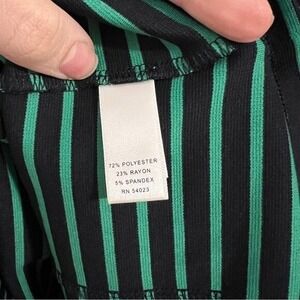 72% POLYESTER
23% RAYON
5% SPANDEX
RN 54023